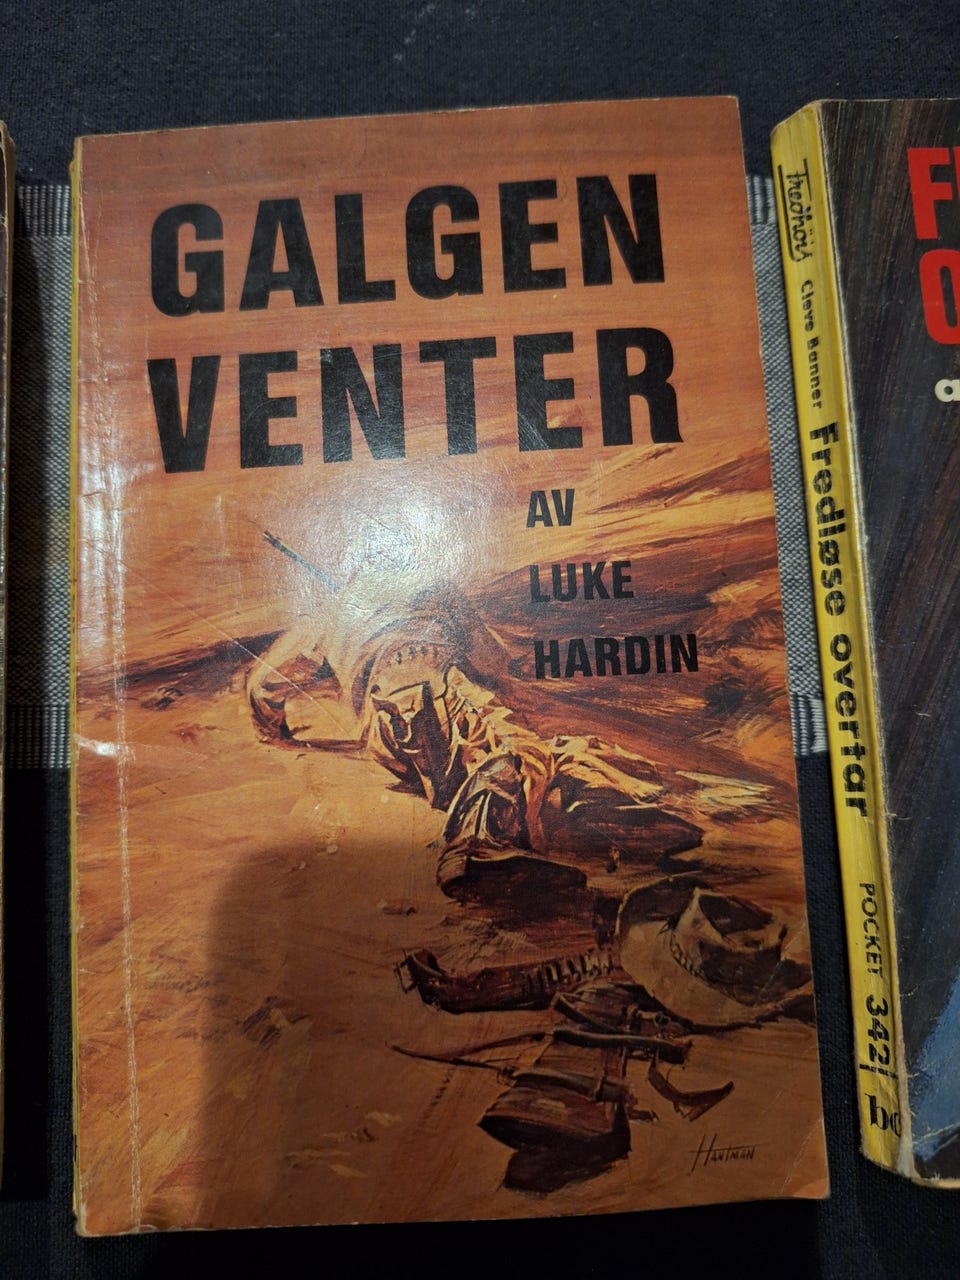 GALGEN
VENTER
AV
LUKE
HARDIN
Hartman
Fredhøis
Cleve Banner
Fredløse overtar
POCKET 342
F
O
a